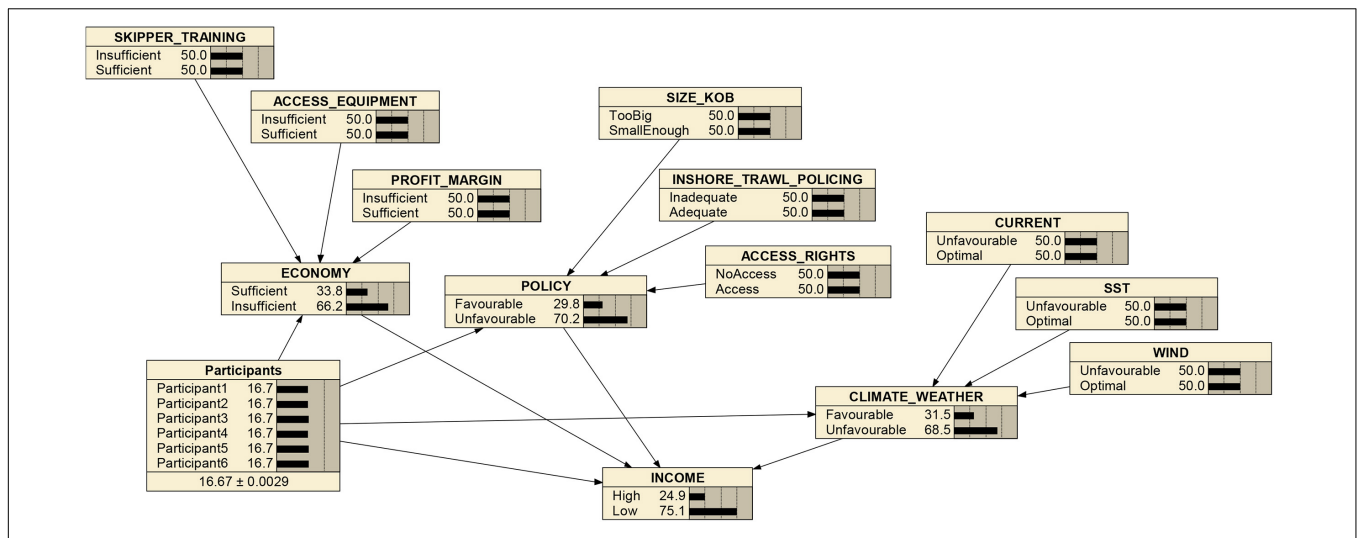 SKIPPER_TRAINING
Insufficient 50.0
Sufficient 50.0
ACCESS_EQUIPMENT
Insufficient 50.0
Sufficient 50.0
SIZE_KOB
TooBig 50.0
SmallEnough 50.0
PROFIT_MARGIN
Insufficient 50.0
Sufficient 50.0
INSHORE_TRAWL_POLICING
Inadequate 50.0
Adequate 50.0
CURRENT
Unfavourable 50.0
Optimal 50.0
ACCESS_RIGHTS
NoAccess 50.0
Access 50.0
ECONOMY
Sufficient 33.8
Insufficient 66.2
POLICY
Favourable 29.8
Unfavourable 70.2
SST
Unfavourable 50.0
Optimal 50.0
WIND
Unfavourable 50.0
Optimal 50.0
Participants
Participant1 16.7
Participant2 16.7
Participant3 16.7
Participant4 16.7
Participant5 16.7
Participant6 16.7
16.67 ± 0.0029
CLIMATE_WEATHER
Favourable 31.5
Unfavourable 68.5
INCOME
High 24.9
Low 75.1